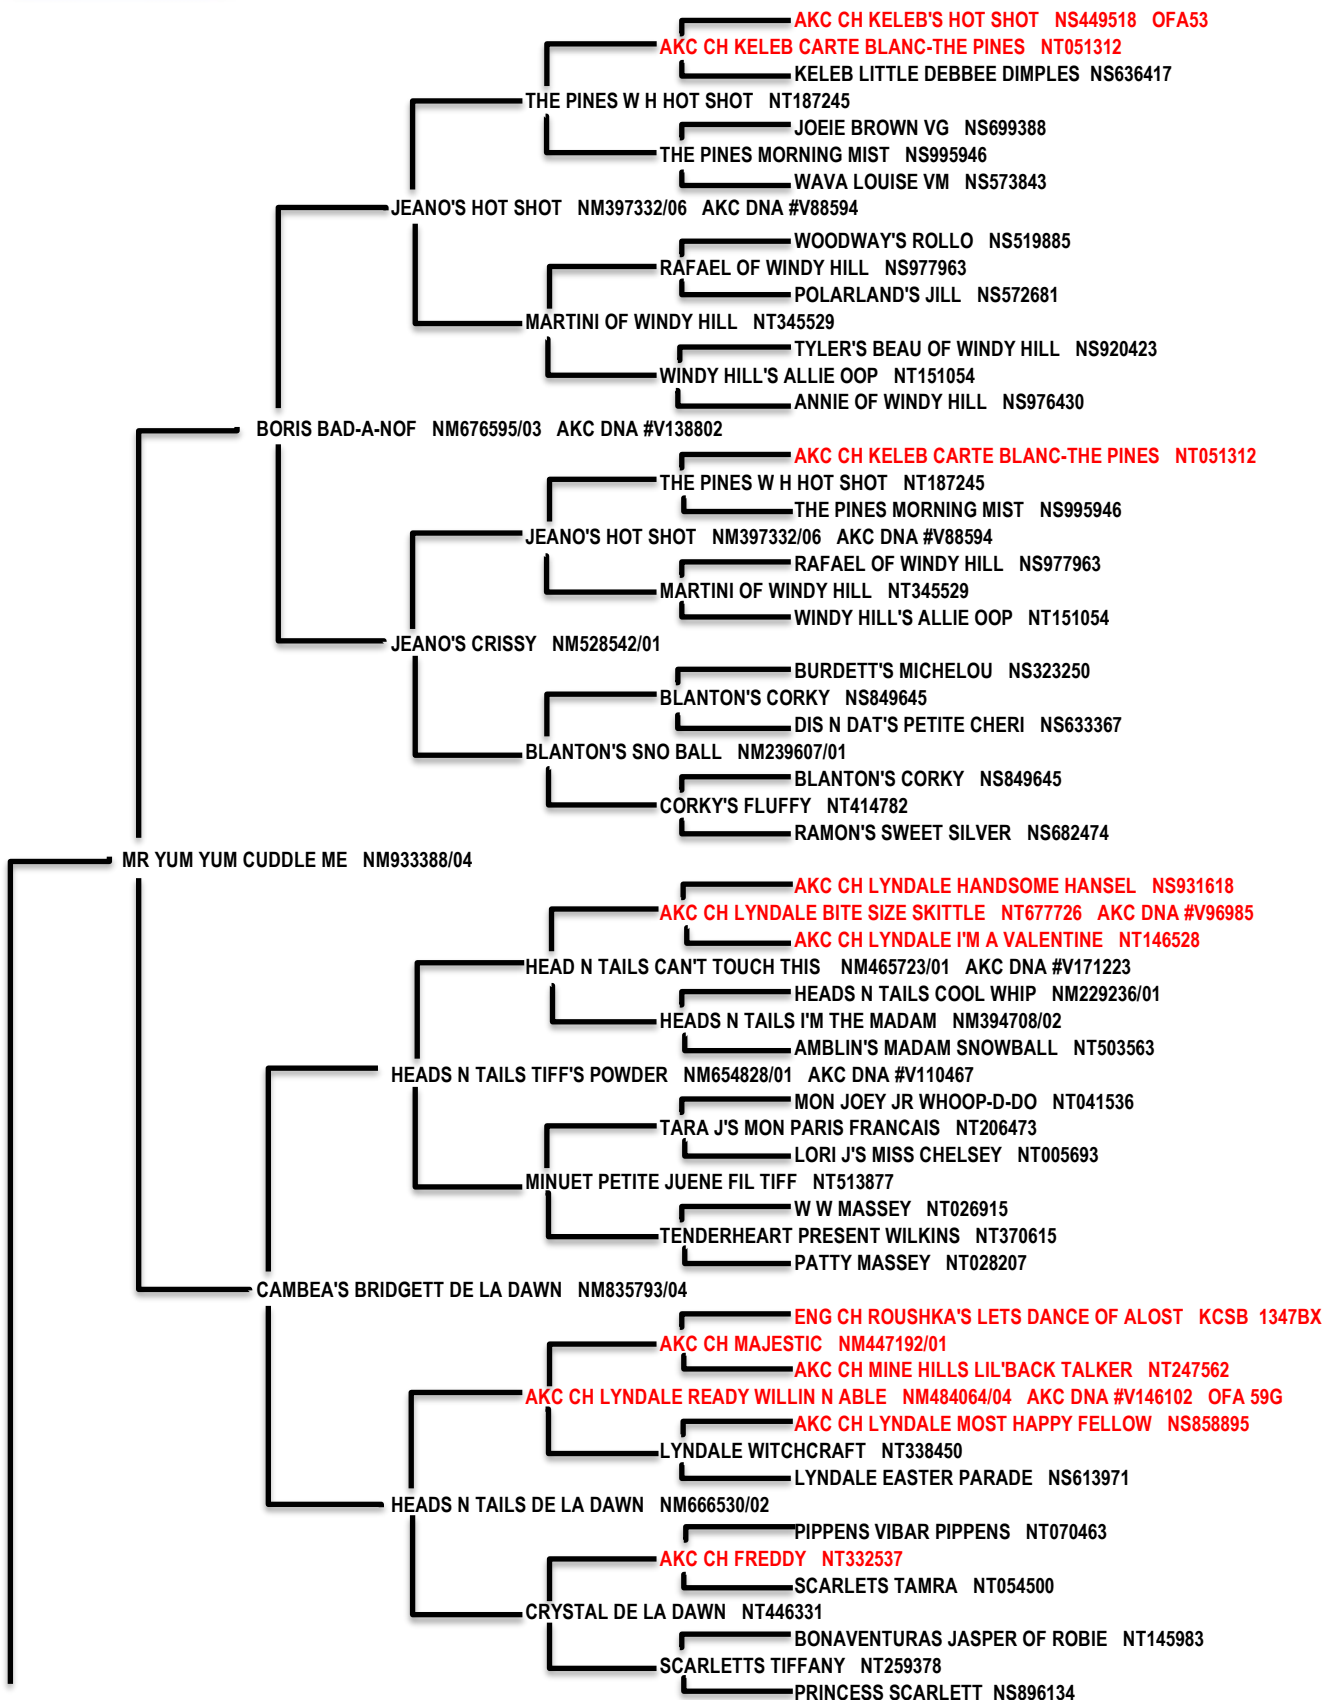 AKC CH KELEB'S HOT SHOT NS449518 OFA53
AKC CH KELEB CARTE BLANC-THE PINES NT051312
KELEB LITTLE DEBBEE DIMPLES NS636417
THE PINES W H HOT SHOT NT187245
JOEIE BROWN VG NS699388
THE PINES MORNING MIST NS995946
WAVA LOUISE VM NS573843
JEANO'S HOT SHOT NM397332/06 AKC DNA #V88594
WOODWAY'S ROLLO NS519885
RAFAEL OF WINDY HILL NS977963
POLARLAND'S JILL NS572681
MARTINI OF WINDY HILL NT345529
TYLER'S BEAU OF WINDY HILL NS920423
WINDY HILL'S ALLIE OOP NT151054
ANNIE OF WINDY HILL NS976430
BORIS BAD-A-NOF NM676595/03 AKC DNA #V138802
AKC CH KELEB CARTE BLANC-THE PINES NT051312
THE PINES W H HOT SHOT NT187245
THE PINES MORNING MIST NS995946
JEANO'S HOT SHOT NM397332/06 AKC DNA #V88594
RAFAEL OF WINDY HILL NS977963
MARTINI OF WINDY HILL NT345529
WINDY HILL'S ALLIE OOP NT151054
JEANO'S CRISSY NM528542/01
BURDETT'S MICHELOU NS323250
BLANTON'S CORKY NS849645
DIS N DAT'S PETITE CHERI NS633367
BLANTON'S SNO BALL NM239607/01
BLANTON'S CORKY NS849645
CORKY'S FLUFFY NT414782
RAMON'S SWEET SILVER NS682474
MR YUM YUM CUDDLE ME NM933388/04
AKC CH LYNDALE HANDSOME HANSEL NS931618
AKC CH LYNDALE BITE SIZE SKITTLE NT677726 AKC DNA #V96985
AKC CH LYNDALE I'M A VALENTINE NT146528
HEAD N TAILS CAN'T TOUCH THIS NM465723/01 AKC DNA #V171223
HEADS N TAILS COOL WHIP NM229236/01
HEADS N TAILS I'M THE MADAM NM394708/02
AMBLIN'S MADAM SNOWBALL NT503563
HEADS N TAILS TIFF'S POWDER NM654828/01 AKC DNA #V110467
MON JOEY JR WHOOP-D-DO NT041536
TARA J'S MON PARIS FRANCAIS NT206473
LORI J'S MISS CHELSEY NT005693
MINUET PETITE JUENE FIL TIFF NT513877
W W MASSEY NT026915
TENDERHEART PRESENT WILKINS NT370615
PATTY MASSEY NT028207
CAMBEA'S BRIDGETT DE LA DAWN NM835793/04
ENG CH ROUSHKA'S LETS DANCE OF ALOST KCSB 1347BX
AKC CH MAJESTIC NM447192/01
AKC CH MINE HILLS LIL'BACK TALKER NT247562
AKC CH LYNDALE READY WILLIN N ABLE NM484064/04 AKC DNA #V146102 OFA 59G
AKC CH LYNDALE MOST HAPPY FELLOW NS858895
LYNDALE WITCHCRAFT NT338450
LYNDALE EASTER PARADE NS613971
HEADS N TAILS DE LA DAWN NM666530/02
PIPPENS VIBAR PIPPENS NT070463
AKC CH FREDDY NT332537
SCARLETS TAMRA NT054500
CRYSTAL DE LA DAWN NT446331
BONAVENTURAS JASPER OF ROBIE NT145983
SCARLETTS TIFFANY NT259378
PRINCESS SCARLETT NS896134